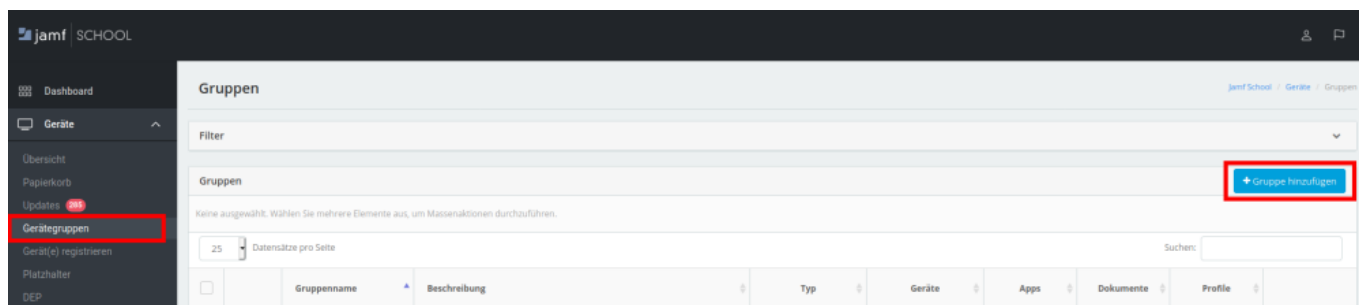 jamf SCHOOL
Dashboard
Geräte
Übersicht
Papierkorb
Updates 265
Gerätegruppen
Gerät(e) registrieren
Platzhalter
DEP
Gruppen
Jamf School / Geräte / Gruppen
Filter
Gruppen
+ Gruppe hinzufügen
Keine ausgewählt. Wählen Sie mehrere Elemente aus, um Massenaktionen durchzuführen.
25 Datensätze pro Seite
Suchen:
Gruppenname Beschreibung Typ Geräte Apps Dokumente Profile